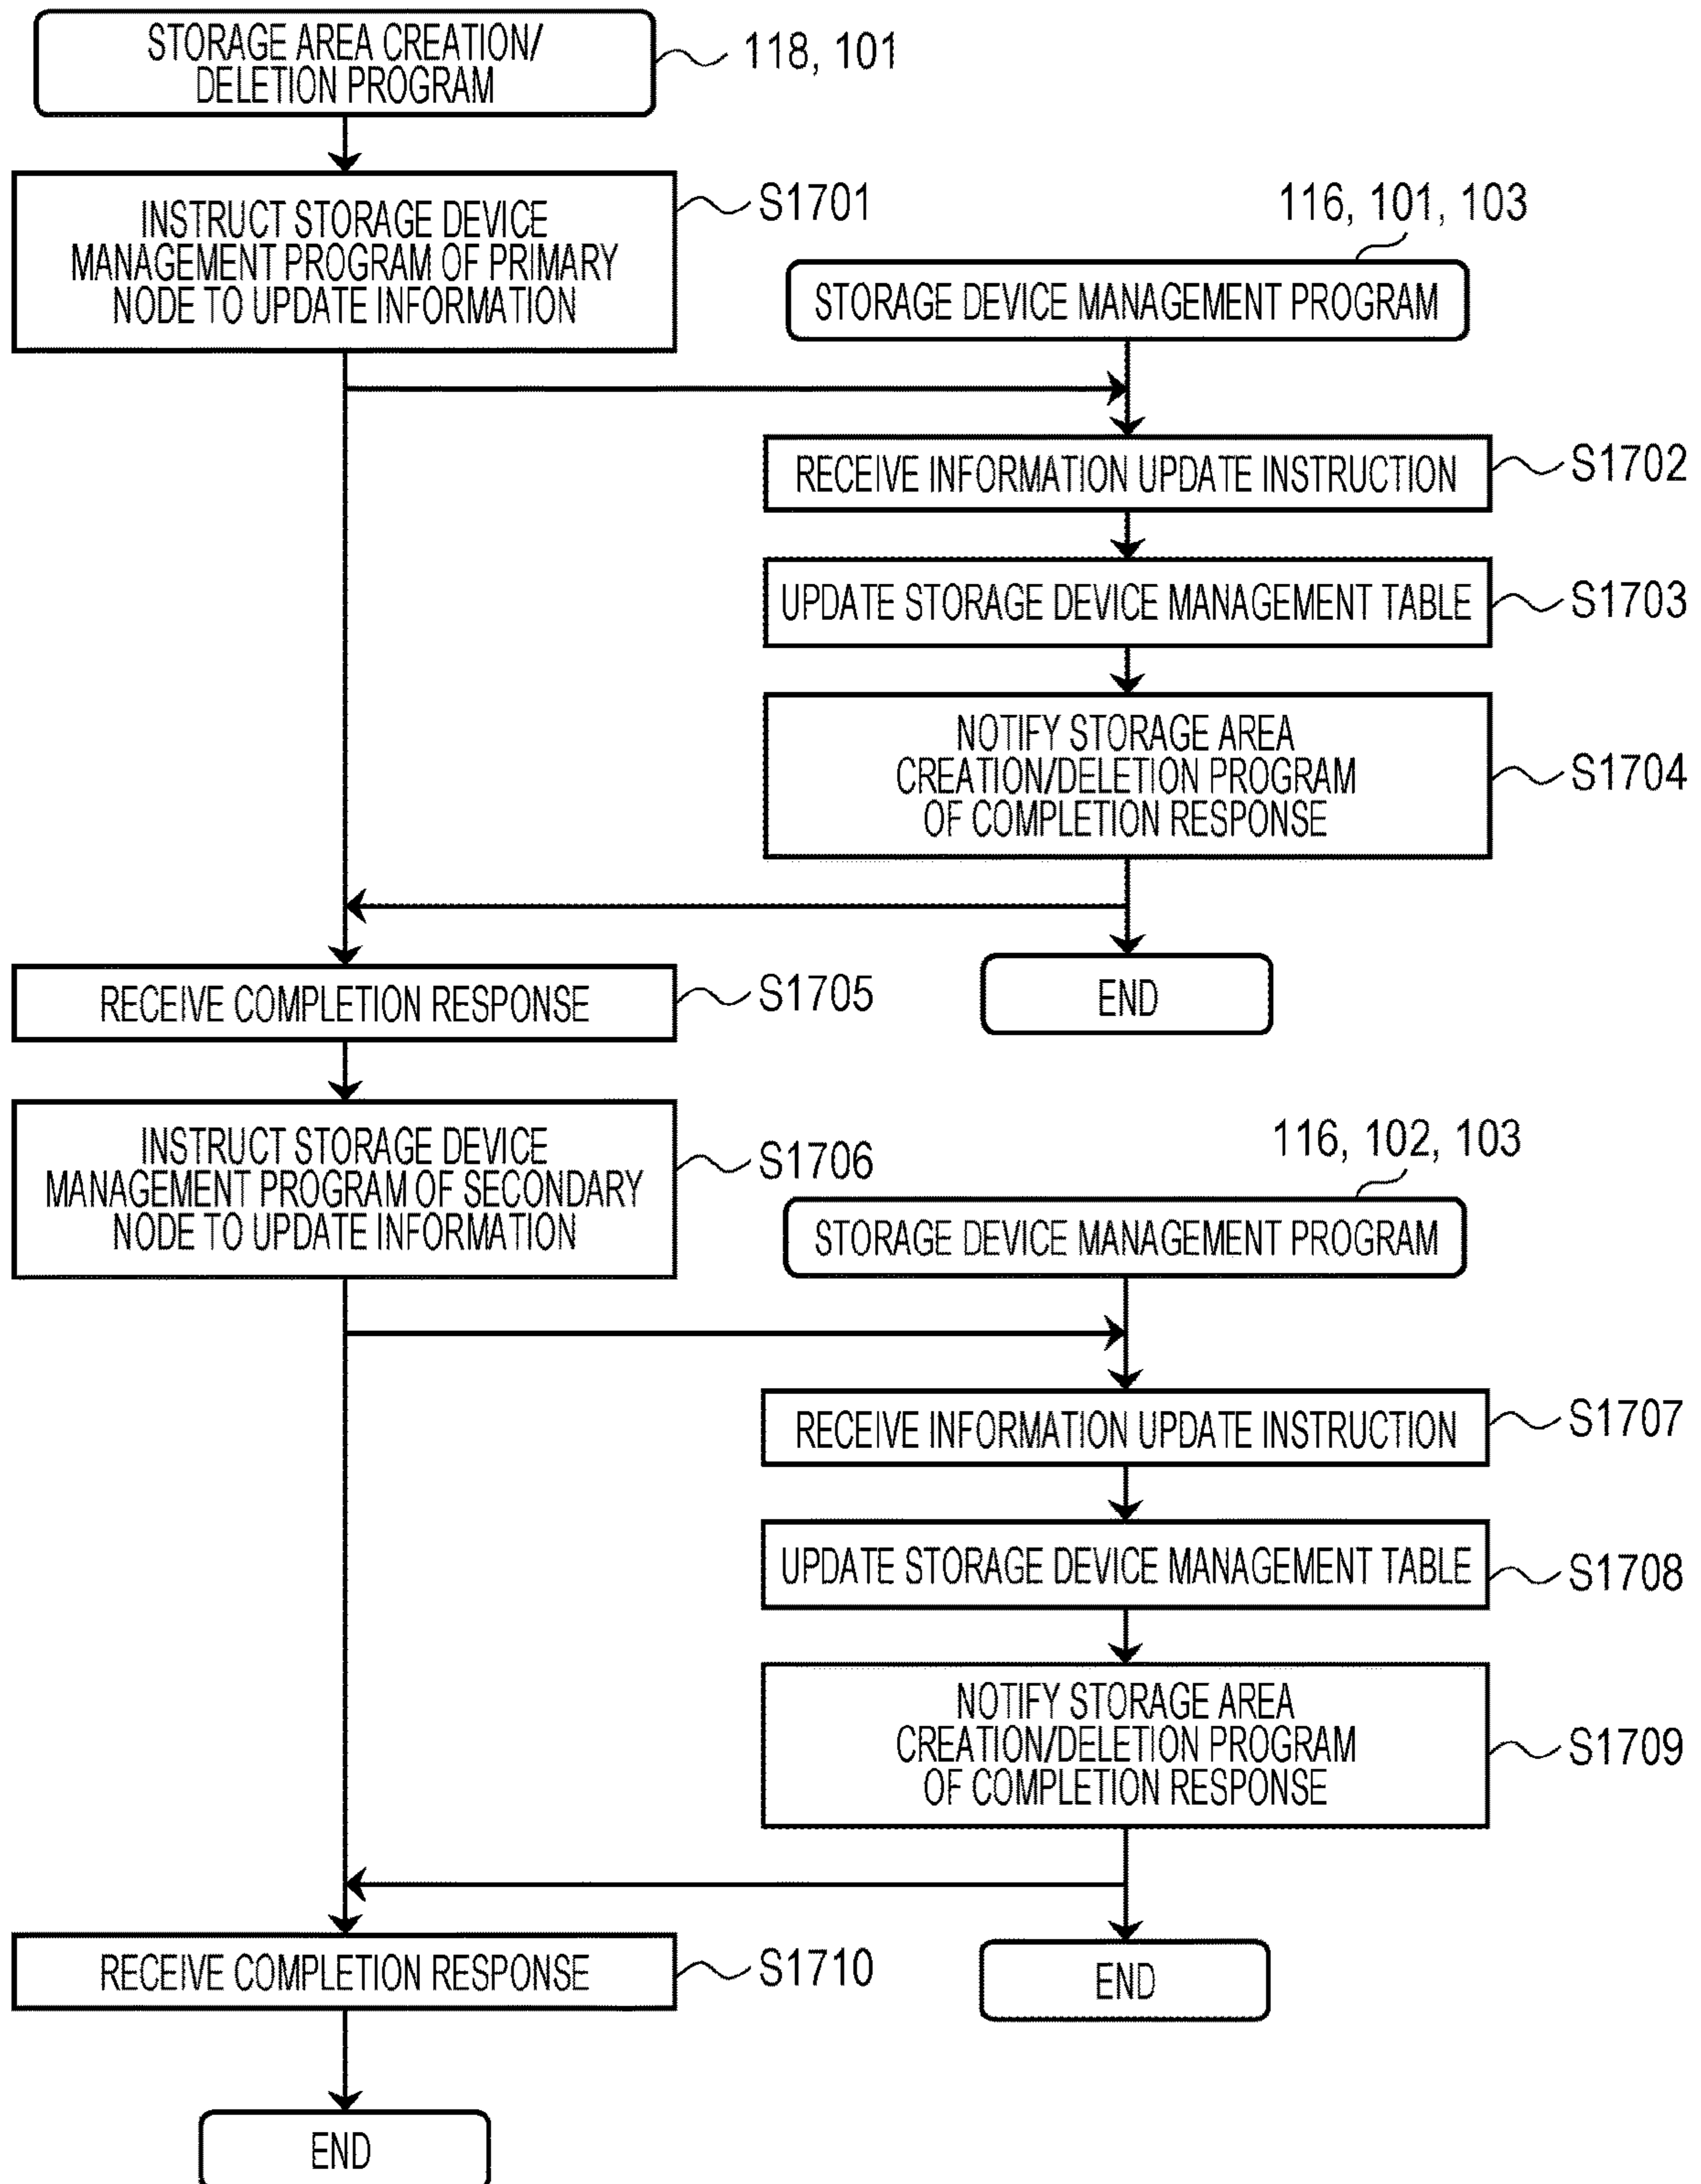 STORAGE AREA CREATION/
DELETION PROGRAM
118, 101
INSTRUCT STORAGE DEVICE
MANAGEMENT PROGRAM OF PRIMARY
NODE TO UPDATE INFORMATION
S1701
116, 101, 103
STORAGE DEVICE MANAGEMENT PROGRAM
RECEIVE INFORMATION UPDATE INSTRUCTION
S1702
UPDATE STORAGE DEVICE MANAGEMENT TABLE
S1703
NOTIFY STORAGE AREA
CREATION/DELETION PROGRAM
OF COMPLETION RESPONSE
S1704
RECEIVE COMPLETION RESPONSE
S1705
END
INSTRUCT STORAGE DEVICE
MANAGEMENT PROGRAM OF SECONDARY
NODE TO UPDATE INFORMATION
S1706
116, 102, 103
STORAGE DEVICE MANAGEMENT PROGRAM
RECEIVE INFORMATION UPDATE INSTRUCTION
S1707
UPDATE STORAGE DEVICE MANAGEMENT TABLE
S1708
NOTIFY STORAGE AREA
CREATION/DELETION PROGRAM
OF COMPLETION RESPONSE
S1709
RECEIVE COMPLETION RESPONSE
S1710
END
END